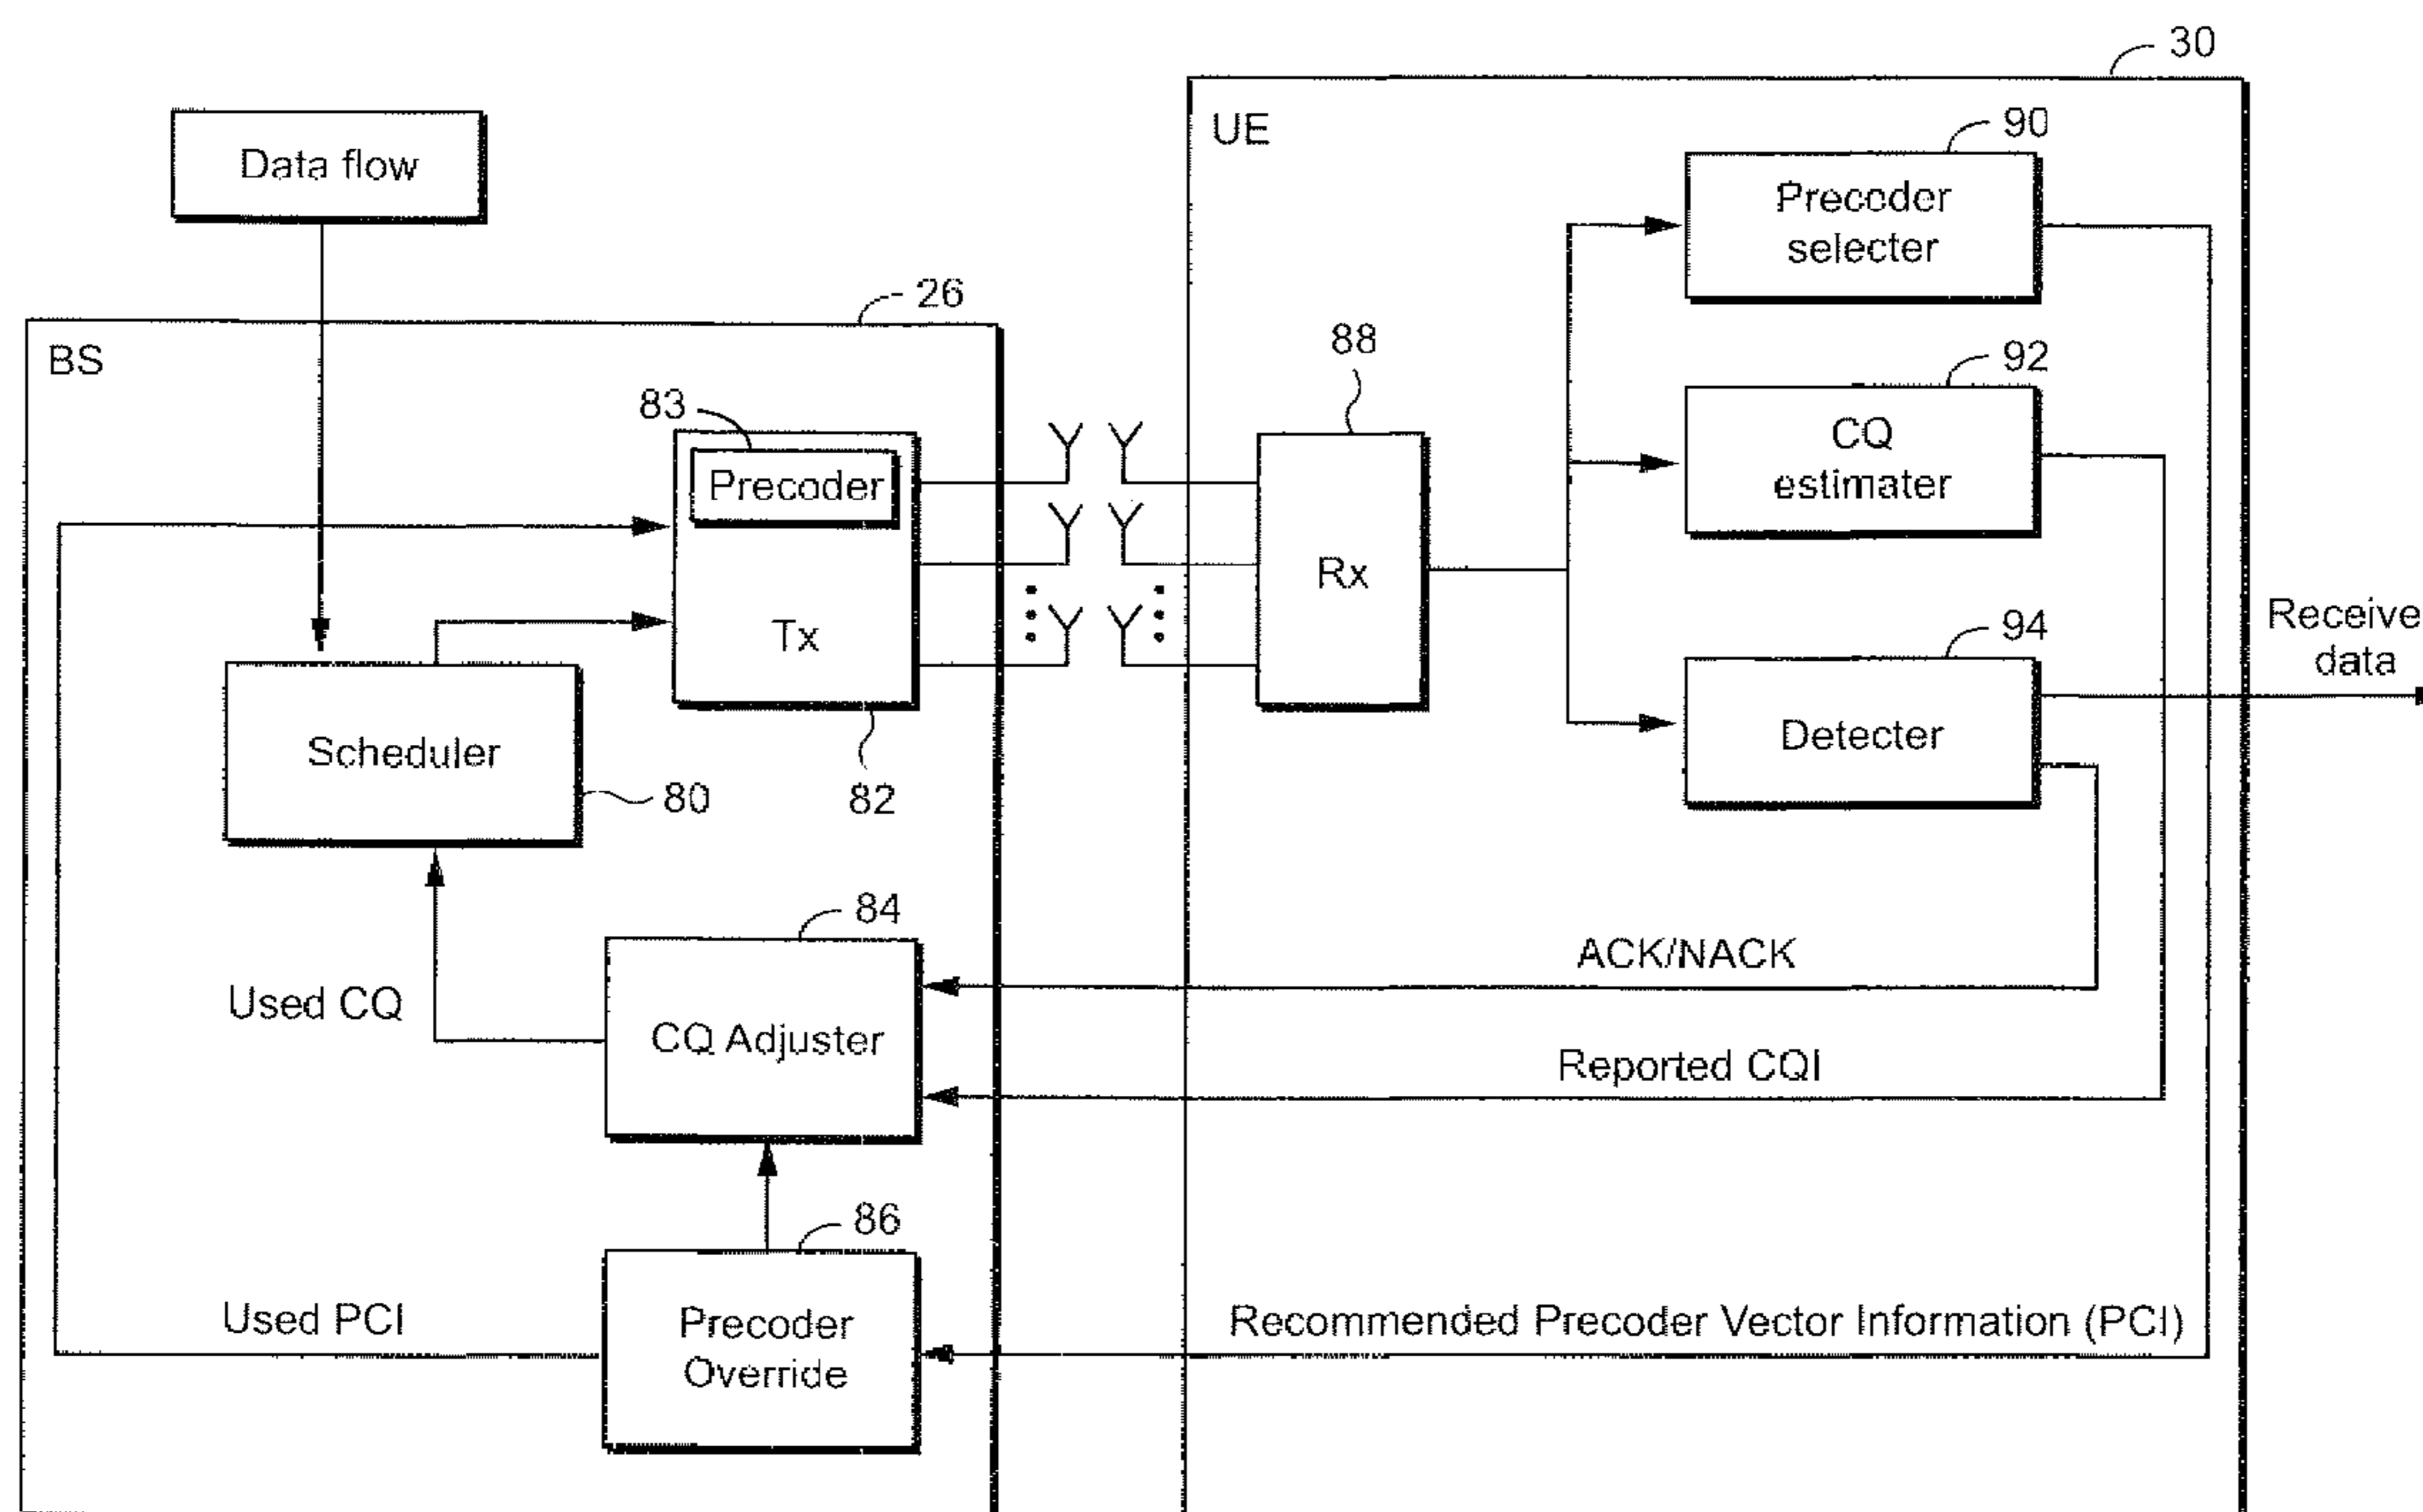 30
Data flow
UE
90
Precoder
selecter
26
BS
83
Precoder
Tx
82
88
Rx
92
CQ
estimater
94
Detecter
Receive
data
Scheduler
80
84
CQ Adjuster
Used CQ
ACK/NACK
Reported CQI
86
Precoder
Override
Used PCI
Recommended Precoder Vector Information (PCI)